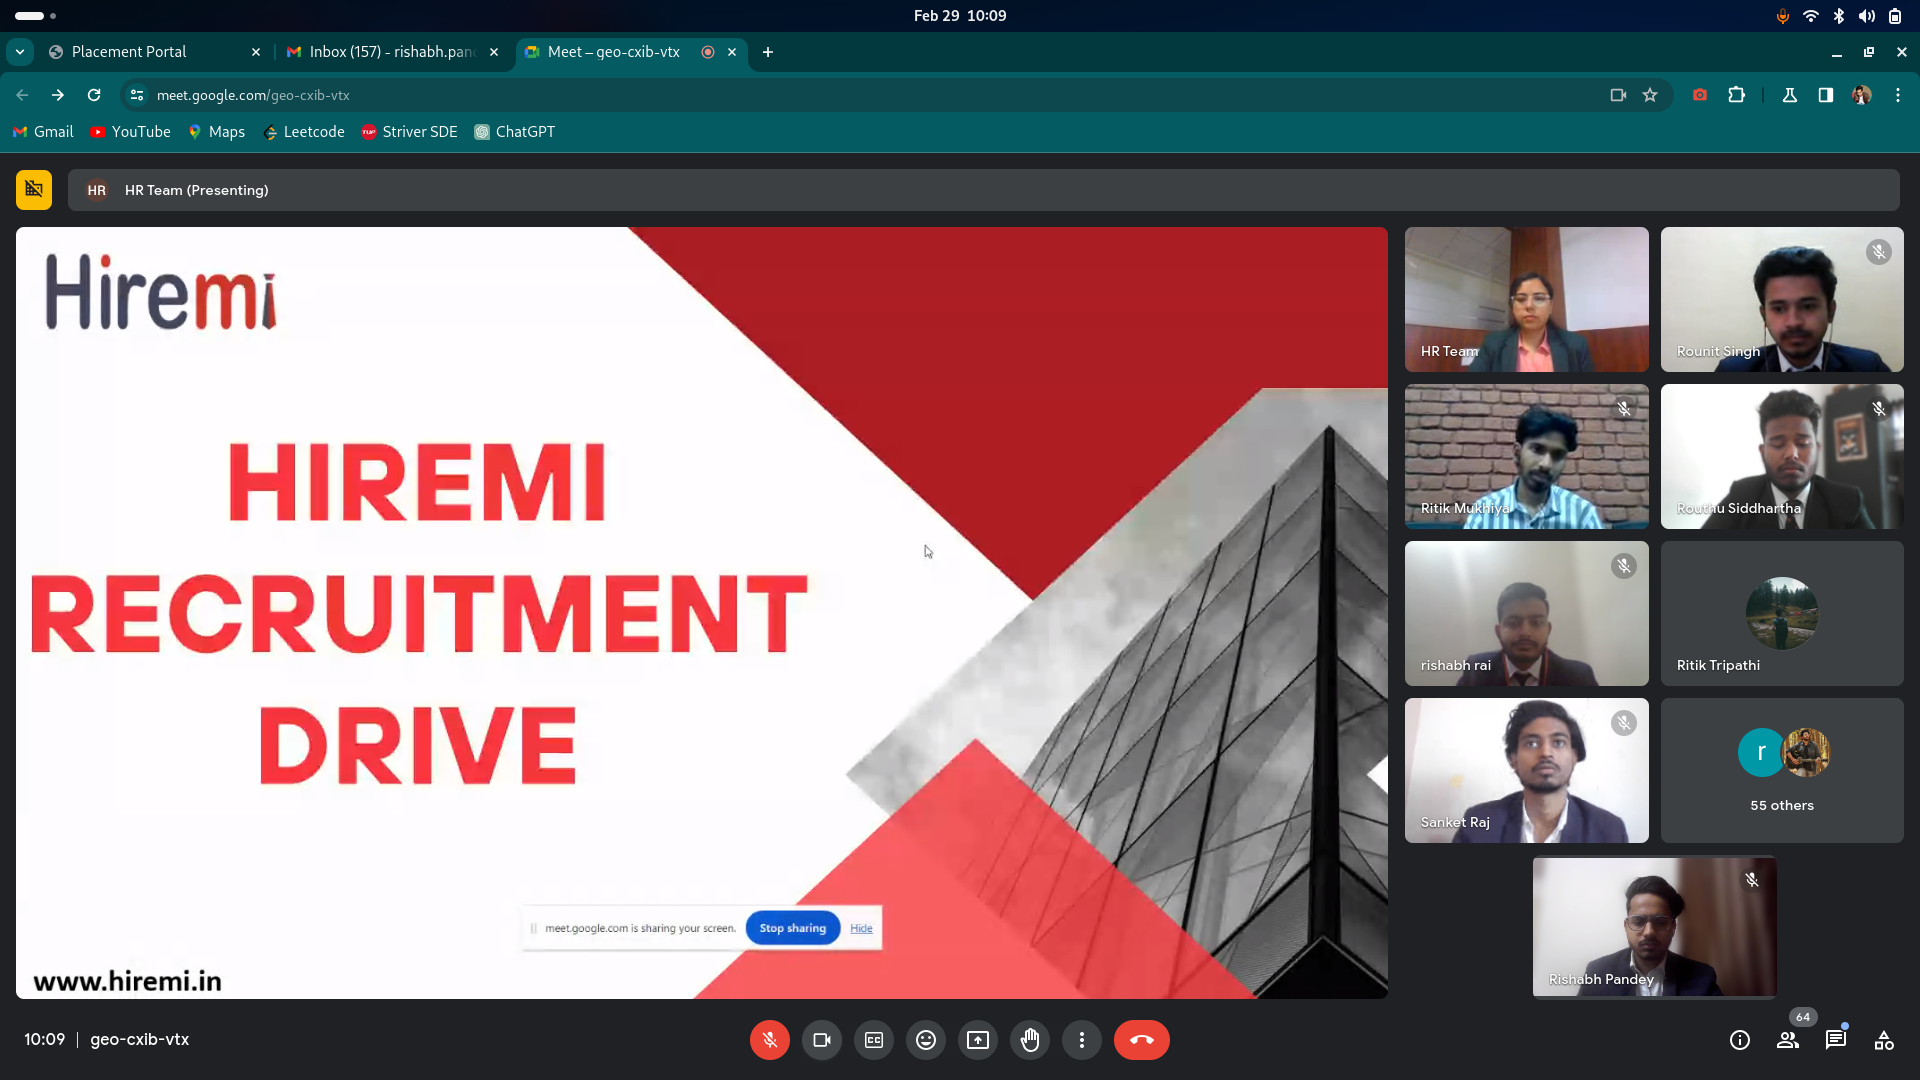 Feb 29 10:09
Placement Portal
Inbox (157) - rishabh.pan
Meet – geo-cxib-vtx
meet.google.com/geo-cxib-vtx
Gmail
YouTube
Maps
Leetcode
TUF
Striver SDE
ChatGPT
HR
HR Team (Presenting)
Hiremi
HIREMI
RECRUITMENT
DRIVE
meet.google.com is sharing your screen.
Stop sharing
Hide
www.hiremi.in
HR Team
Rounit Singh
Ritik Mukhiya
Routhu Siddhartha
rishabh rai
Ritik Tripathi
Sanket Raj
r
55 others
Rishabh Pandey
10:09
geo-cxib-vtx
CC
64